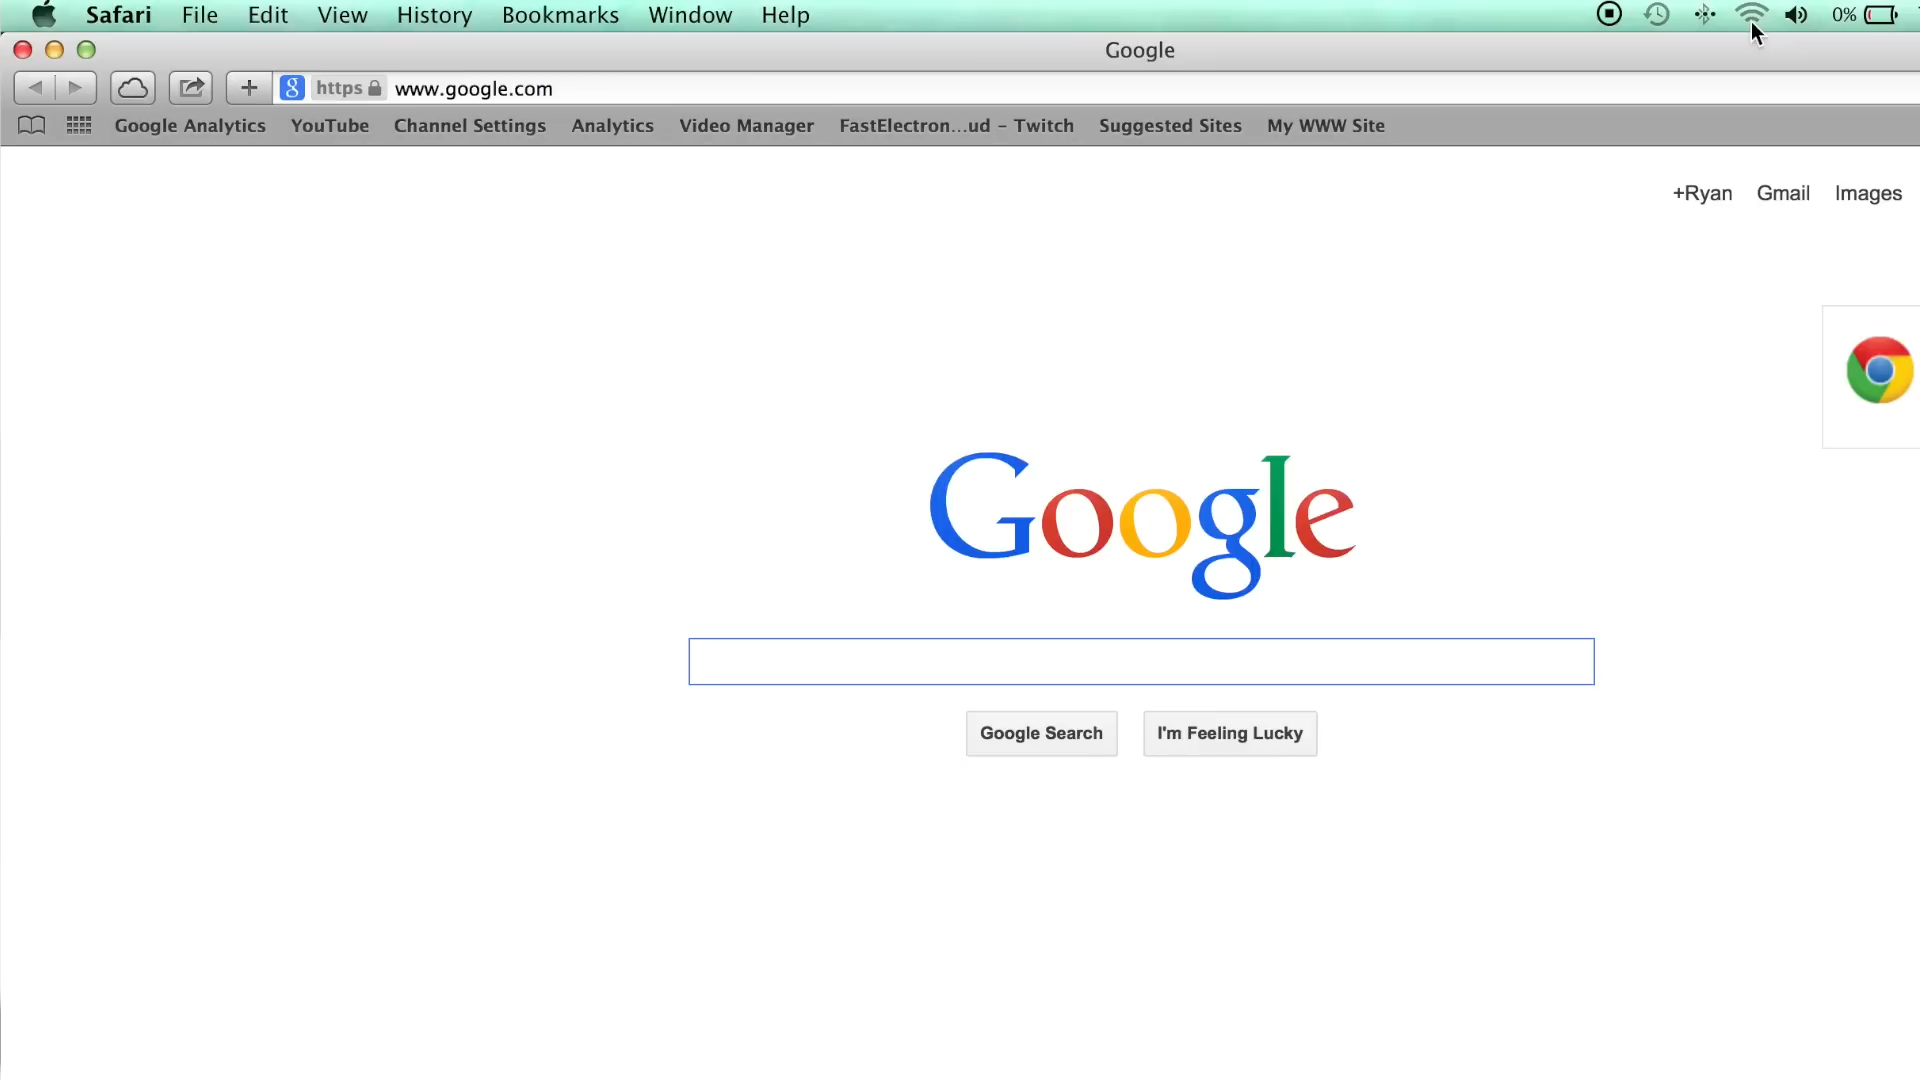 Safari File Edit View History Bookmarks Window Help 0%
Google
g https www.google.com
Google Analytics YouTube Channel Settings Analytics Video Manager FastElectron...ud – Twitch Suggested Sites My WWW Site
+Ryan Gmail Images
Google
Google Search I'm Feeling Lucky